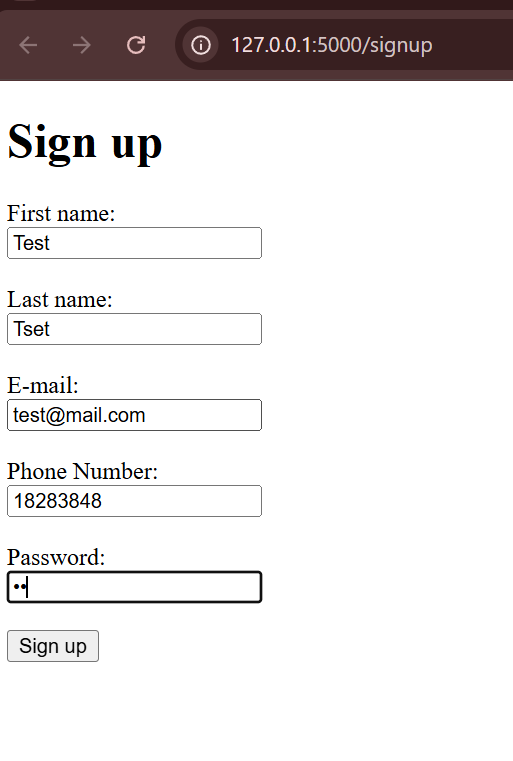 127.0.0.1:5000/signup
Sign up
First name:
Test
Last name:
Tset
E-mail:
test@mail.com
Phone Number:
18283848
Password:
••
Sign up